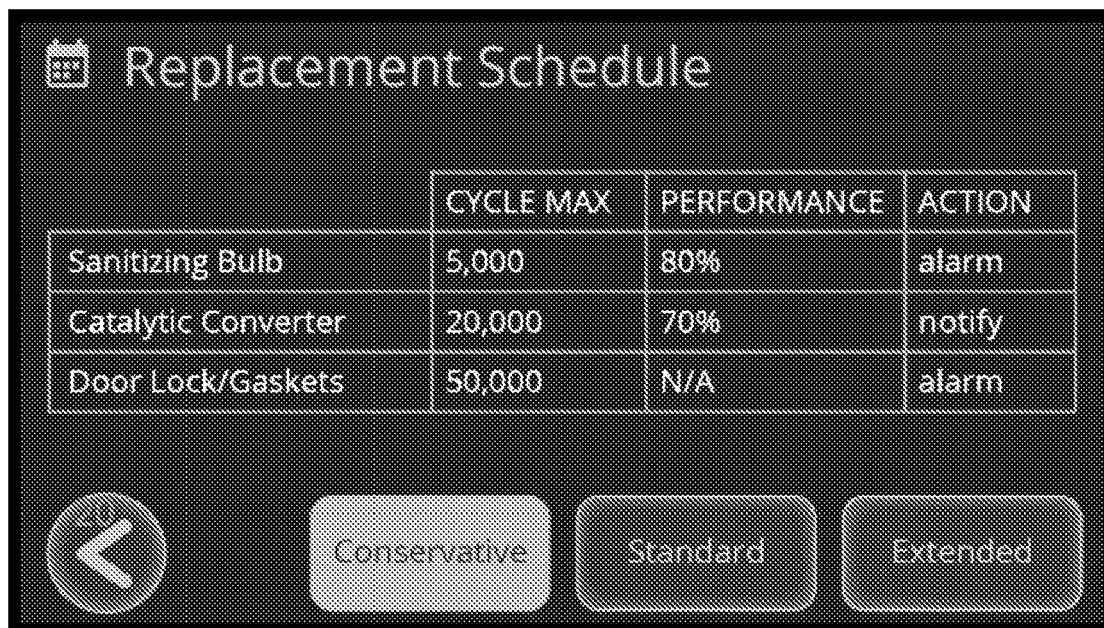 Replacement Schedule
CYCLE MAX PERFORMANCE ACTION
Sanitizing Bulb 5,000 80% alarm
Catalytic Converter 20,000 70% notify
Door Lock/Gaskets 50,000 N/A alarm
Conservative Standard Extended